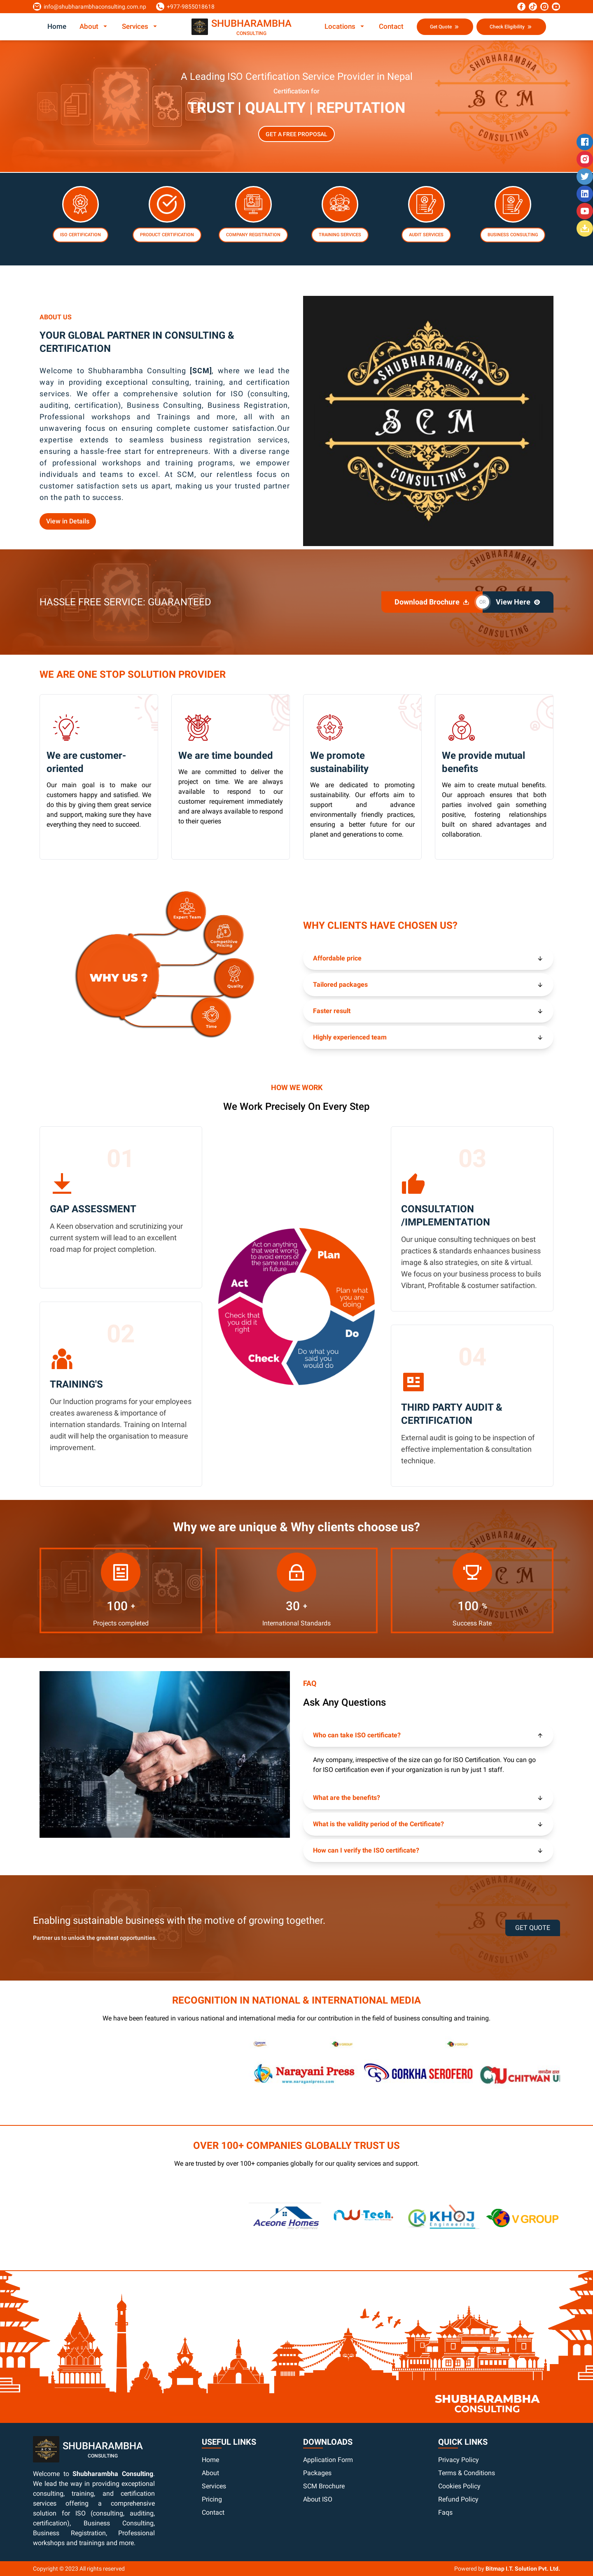 info@shubharambhaconsulting.com.np +977-9855018618
Home About Services SHUBHARAMBHA CONSULTING Locations Contact Get Quote Check Eligibility
A Leading ISO Certification Service Provider in Nepal
Certification for
TRUST | QUALITY | REPUTATION
GET A FREE PROPOSAL
SCM
CONSULTING
ISO CERTIFICATION
PRODUCT CERTIFICATION
COMPANY REGISTRATION
TRAINING SERVICES
AUDIT SERVICES
BUSINESS CONSULTING
ABOUT US
YOUR GLOBAL PARTNER IN CONSULTING &
CERTIFICATION
Welcome to Shubharambha Consulting [SCM], where we lead the
way in providing exceptional consulting, training, and certification
services. We offer a comprehensive solution for ISO (consulting,
auditing, certification), Business Consulting, Business Registration,
Professional workshops and Trainings and more, all with an
unwavering focus on ensuring complete customer satisfaction.Our
expertise extends to seamless business registration services,
ensuring a hassle-free start for entrepreneurs. With a diverse range
of professional workshops and training programs, we empower
individuals and teams to excel. At SCM, our relentless focus on
customer satisfaction sets us apart, making us your trusted partner
on the path to success.
View in Details
SHUBHARAMBHA
SCM
CONSULTING
HASSLE FREE SERVICE: GUARANTEED
Download Brochure
View Here
WE ARE ONE STOP SOLUTION PROVIDER
We are customer-
oriented
Our main goal is to make our
customers happy and satisfied. We
do this by giving them great service
and support, making sure they have
everything they need to succeed.
We are time bounded
We are committed to deliver the
project on time. We are always
available to respond to our
customer requirement immediately
and are always available to respond
to their queries
We promote
sustainability
We are dedicated to promoting
sustainability. Our efforts aim to
support and advance
environmentally friendly practices,
ensuring a better future for our
planet and generations to come.
We provide mutual
benefits
We aim to create mutual benefits.
Our approach ensures that both
parties involved gain something
positive, fostering relationships
built on shared advantages and
collaboration.
WHY US ?
Expert Team
Competitive
Pricing
Quality
Time
WHY CLIENTS HAVE CHOSEN US?
Affordable price
Tailored packages
Faster result
Highly experienced team
HOW WE WORK
We Work Precisely On Every Step
01
GAP ASSESSMENT
A Keen observation and scrutinizing your
current system will lead to an excellent
road map for project completion.
02
TRAINING'S
Our Induction programs for your employees
creates awareness & importance of
internation standards. Training on Internal
audit will help the organisation to measure
improvement.
Act on anything
that went wrong
to avoid errors of
the same nature
in future
Act
Plan
Plan what
you are
doing
Check that
you did it
right
Check
Do
Do what you
said you
would do
03
CONSULTATION
/IMPLEMENTATION
Our unique consulting techniques on best
practices & standards enhances business
image & also strategies, on site & virtual.
We focus on your business process to buils
Vibrant, Profitable & costumer satifaction.
04
THIRD PARTY AUDIT &
CERTIFICATION
External audit is going to be inspection of
effective implementation & consultation
technique.
Why we are unique & Why clients choose us?
100 +
Projects completed
30 +
International Standards
100 %
Success Rate
FAQ
Ask Any Questions
Who can take ISO certificate?
Any company, irrespective of the size can go for ISO Certification. You can go
for ISO certification even if your organization is run by just 1 staff.
What are the benefits?
What is the validity period of the Certificate?
How can I verify the ISO certificate?
Enabling sustainable business with the motive of growing together.
Partner us to unlock the greatest opportunities.
GET QUOTE
RECOGNITION IN NATIONAL & INTERNATIONAL MEDIA
We have been featured in various national and international media for our contribution in the field of business consulting and training.
Narayani Press
www.narayanipress.com
GORKHA SEROFERO
CHITWAN U
OVER 100+ COMPANIES GLOBALLY TRUST US
We are trusted by over 100+ companies globally for our quality services and support.
ACEONE HOMES
Tech.
KHOJ
Engineering
V GROUP
SHUBHARAMBHA
CONSULTING
SHUBHARAMBHA
CONSULTING
Welcome to Shubharambha Consulting.
We lead the way in providing exceptional
consulting, training, and certification
services offering a comprehensive
solution for ISO (consulting, auditing,
certification), Business Consulting,
Business Registration, Professional
workshops and trainings and more.
USEFUL LINKS
Home
About
Services
Pricing
Contact
DOWNLOADS
Application Form
Packages
SCM Brochure
About ISO
QUICK LINKS
Privacy Policy
Terms & Conditions
Cookies Policy
Refund Policy
Faqs
Copyright © 2023 All rights reserved
Powered by Bitmap I.T. Solution Pvt. Ltd.